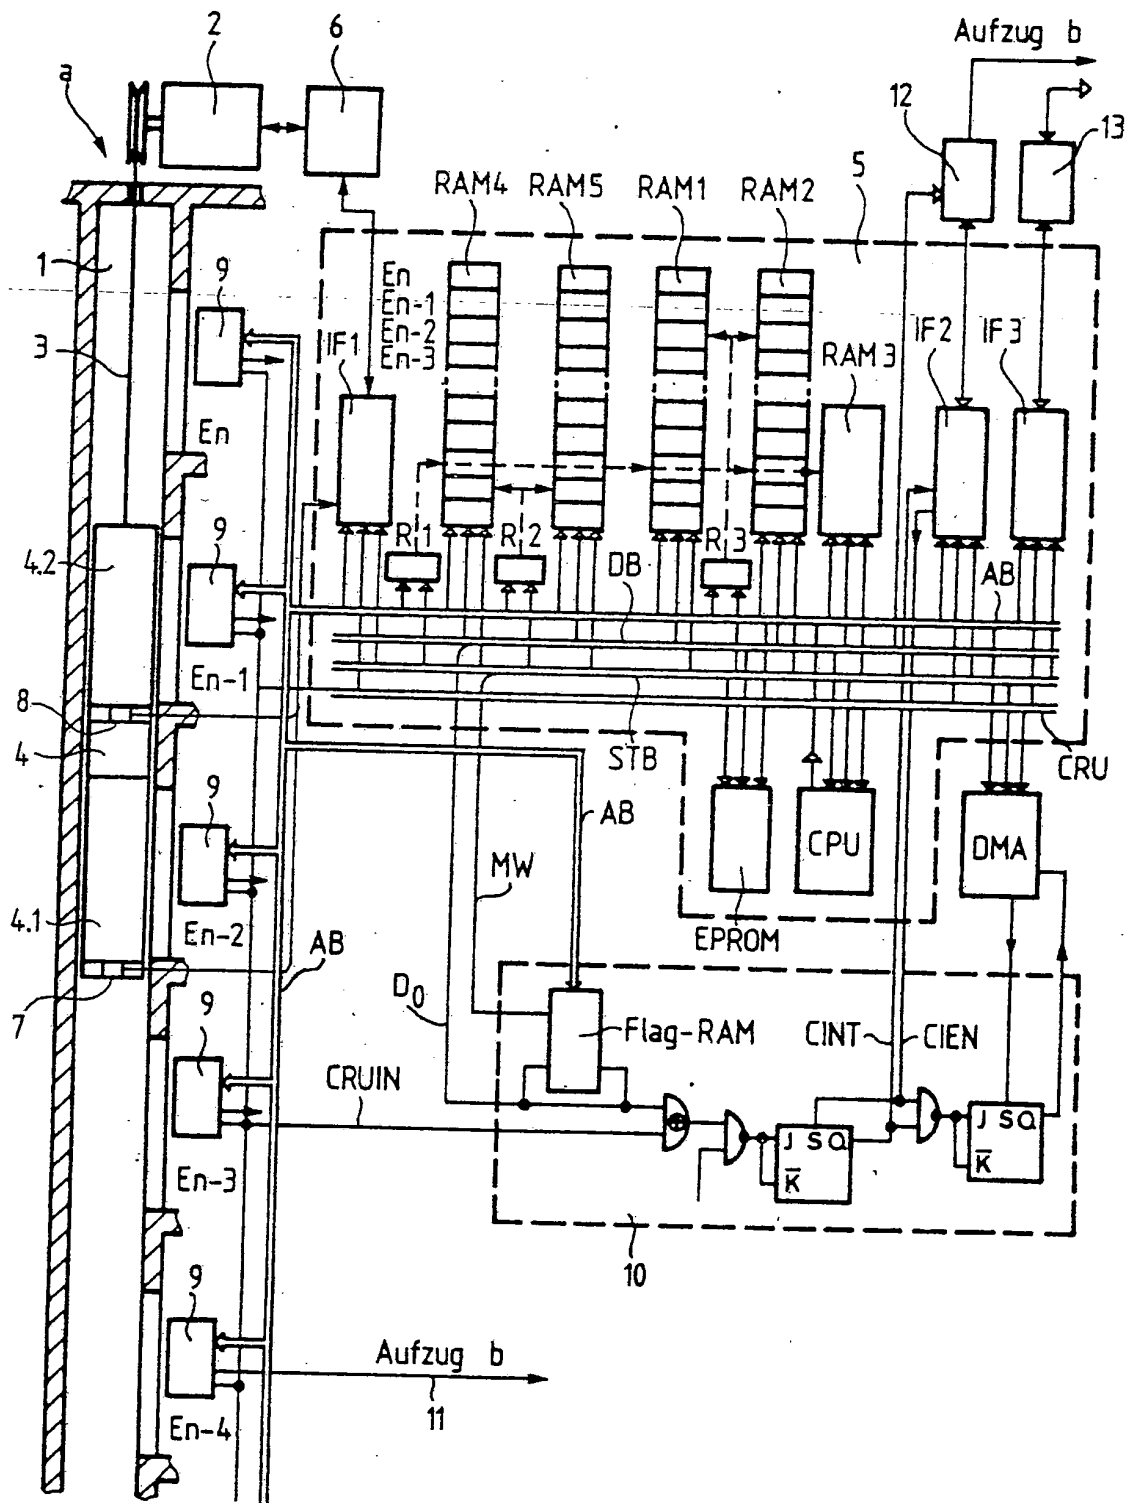 Aufzug b
2
6
a
12
13
5
RAM4
RAM5
RAM1
RAM2
1
9
En
En-1
En-2
En-3
3
IF1
RAM3
IF2
IF3
En
R1
R2
R3
4.2
9
DB
AB
En-1
8
4
STB
CRU
9
AB
MW
CPU
DMA
4.1
En-2
EPROM
AB
D0
7
9
Flag-RAM
CINT
CIEN
CRUIN
J S Q
K̅
J S Q
K̅
En-3
10
9
Aufzug b
11
En-4